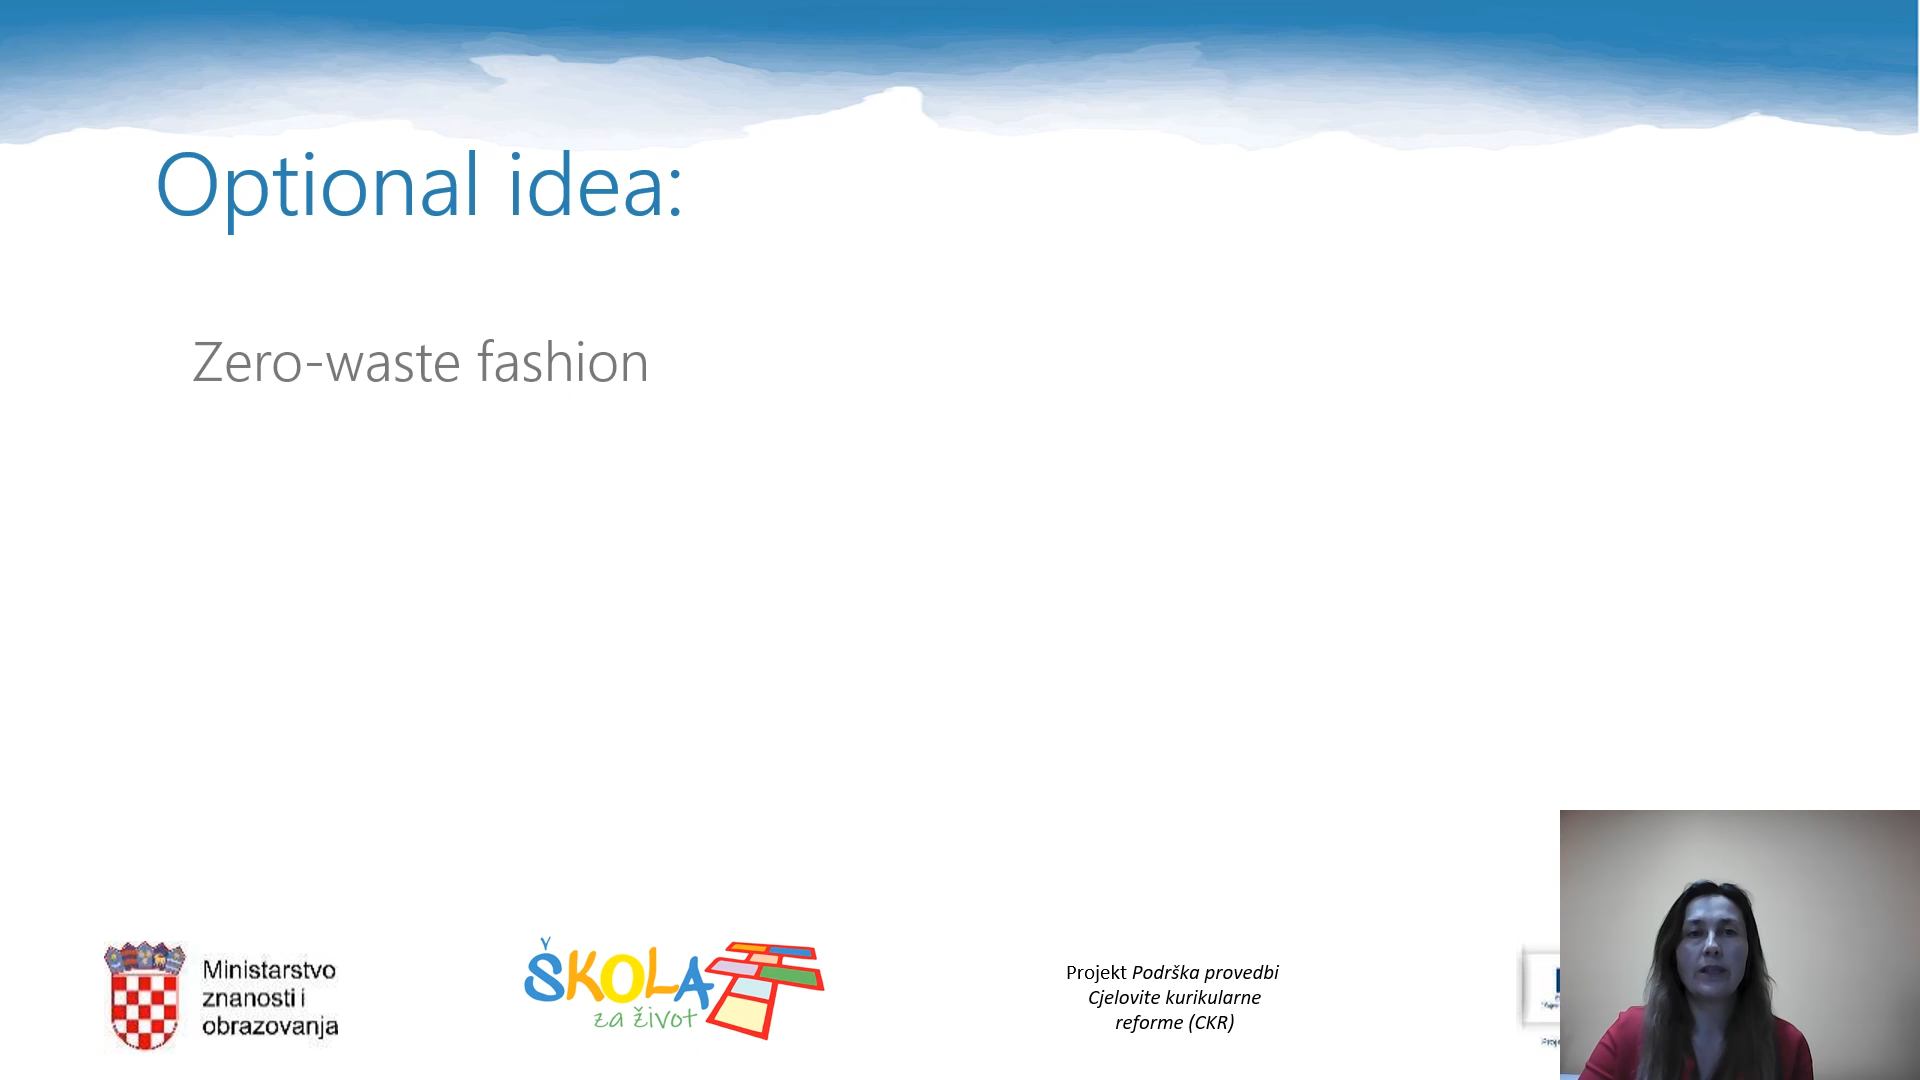 Optional idea:
Zero-waste fashion
Ministarstvo
znanosti i
obrazovanja
ŠKOLA
za život
Projekt Podrška provedbi
Cjelovite kurikularne
reforme (CKR)